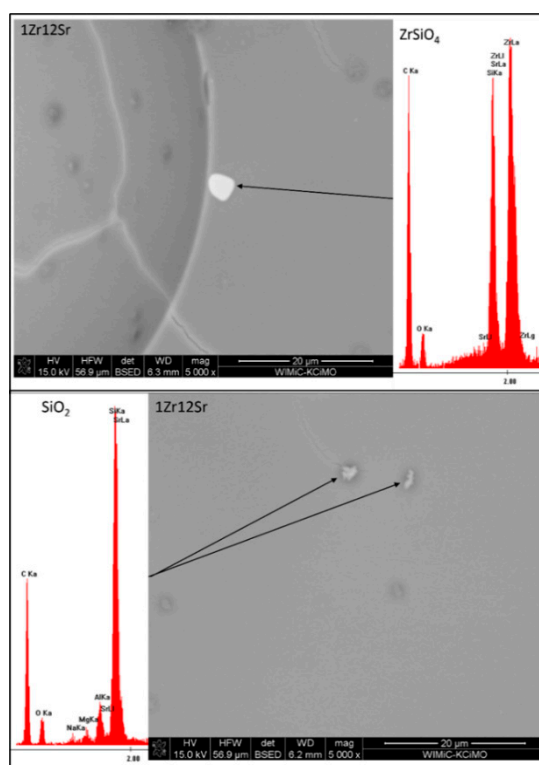 1Zr12Sr
ZrSiO4
ZrLa
ZrLl
SrLa
SiKa
C Ka
O Ka
SrLl
ZrLg
2.00
HV HFW det WD mag
15.0 kV 56.9 µm BSED 6.3 mm 5 000 x
20 µm
WIMiC-KCiMO
SiO2
1Zr12Sr
SiKa
SrLa
C Ka
O Ka
NaKa
MgKa
AlKa
SrLl
2.00
HV HFW det WD mag
15.0 kV 56.9 µm BSED 6.2 mm 5 000 x
20 µm
WIMiC-KCiMO